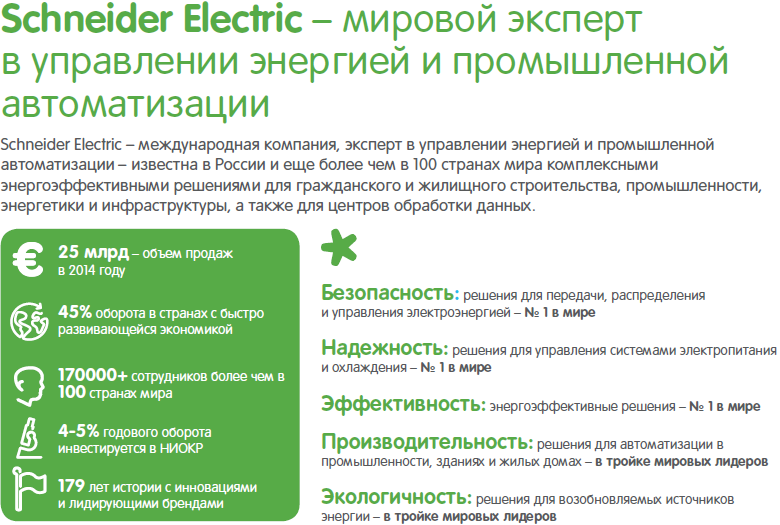 Schneider Electric – мировой эксперт
в управлении энергией и промышленной
автоматизации
Schneider Electric – международная компания, эксперт в управлении энергией и промышленной
автоматизации – известна в России и еще более чем в 100 странах мира комплексными
энергоэффективными решениями для гражданского и жилищного строительства, промышленности,
энергетики и инфраструктуры, а также для центров обработки данных.
€
25 млрд – объем продаж
в 2014 году
45% оборота в странах с быстро
развивающейся экономикой
170000+ сотрудников более чем в
100 странах мира
4-5% годового оборота
инвестируется в НИОКР
179 лет истории с инновациями
и лидирующими брендами
Безопасность: решения для передачи, распределения
и управления электроэнергией – № 1 в мире
Надежность: решения для управления системами электропитания
и охлаждения – № 1 в мире
Эффективность: энергоэффективные решения – № 1 в мире
Производительность: решения для автоматизации в
промышленности, зданиях и жилых домах – в тройке мировых лидеров
Экологичность: решения для возобновляемых источников
энергии – в тройке мировых лидеров